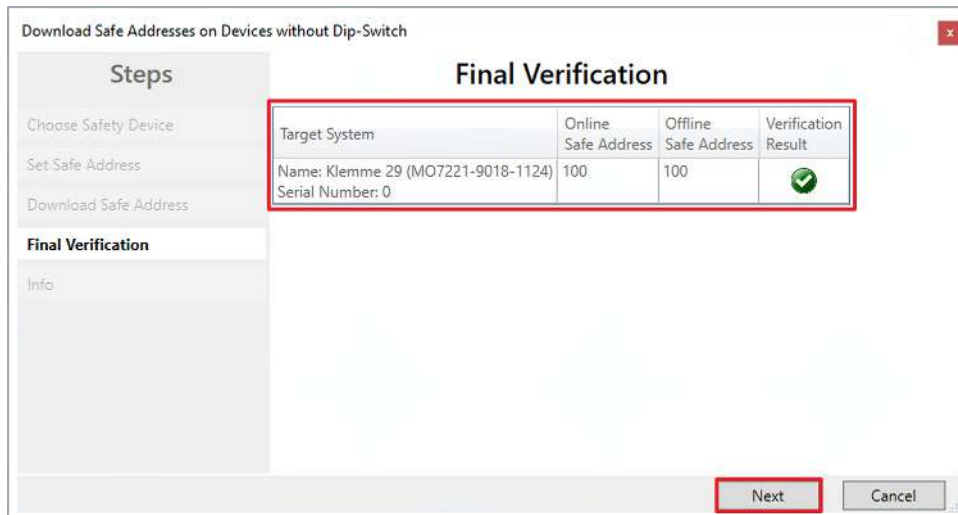 Download Safe Addresses on Devices without Dip-Switch
x
Steps
Choose Safety Device
Set Safe Address
Download Safe Address
Final Verification
Info
Final Verification
Target System
Online
Safe Address
Offline
Safe Address
Verification
Result
Name: Klemme 29 (MO7221-9018-1124)
Serial Number: 0
100
100
Next
Cancel